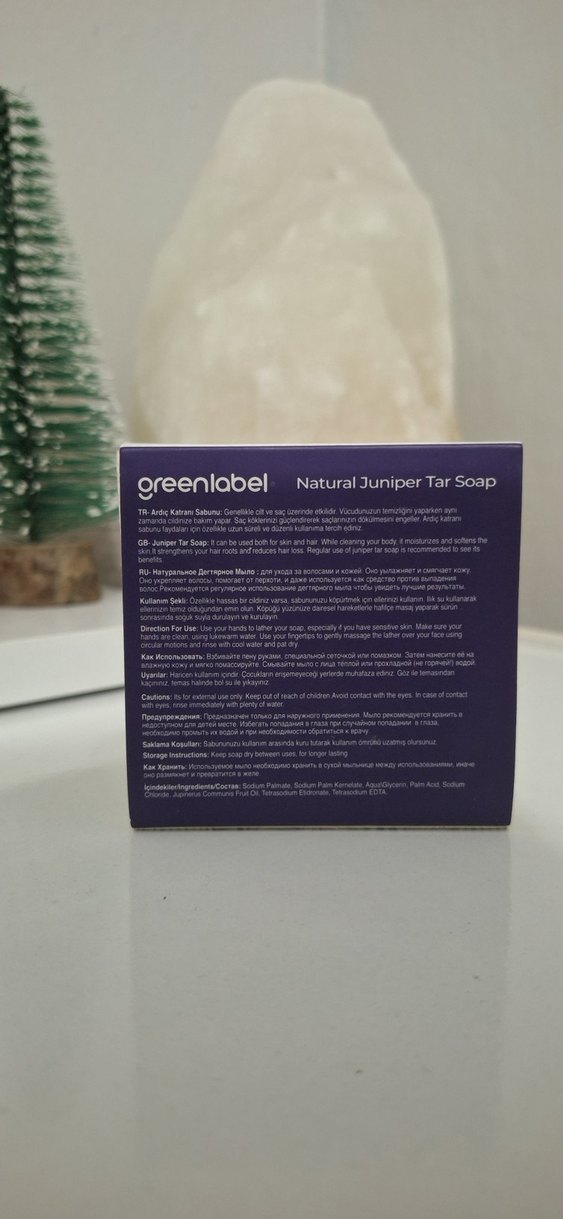 greenlabel Natural Juniper Tar Soap
TR- Ardıç Katranı Sabunu: Genellikle cilt ve saç üzerinde etkilidir. Vücudunuzun temizliğini yaparken aynı
zamanda cildinize bakım yapar. Saç köklerinizi güçlendirerek saçlarınızın dökülmesini engeller. Ardıç katranı
sabunu faydaları için özellikle uzun süreli ve düzenli kullanıma tercih ediniz.
GB- Juniper Tar Soap: It can be used both for skin and hair. While cleaning your body, it moisturizes and softens the
skin.It strengthens your hair roots and reduces hair loss. Regular use of juniper tar soap is recommended to see its
benefits.
RU- Натуральное Дегтярное Мыло : для ухода за волосами и кожей. Оно увлажняет и смягчает кожу.
Оно укрепляет волосы, помогает от перхоти, и даже используется как средство против выпадения
волос.Рекомендуется регулярное использование дегтярного мыла чтобы увидеть лучшие результаты.
Kullanım Şekli: Özellikle hassas bir cildiniz varsa, sabununuzu köpürtmek için ellerinizi kullanın. Ilık su kullanarak
ellerinizin temiz olduğundan emin olun. Köpüğü yüzünüze dairesel hareketlerle hafifçe masaj yaparak sürün
sonrasında soğuk suyla durulayın ve kurulayın.
Direction For Use: Use your hands to lather your soap, especially if you have sensitive skin. Make sure your
hands are clean, using lukewarm water. Use your fingertips to gently massage the lather over your face using
circular motions and rinse with cool water and pat dry.
Как Использовать: Взбивайте пену руками, специальной сеточкой или помазком. Затем нанесите её на
влажную кожу и мягко помассируйте. Смывайте мыло с лица тёплой или прохладной (не горячей!) водой.
Uyarılar: Haricen kullanım içindir. Çocukların erişemeyeceği yerlerde muhafaza ediniz. Göz ile temasından
kaçınınız, temas halinde bol su ile yıkayınız.
Cautions: Its for external use only. Keep out of reach of children.Avoid contact with the eyes. In case of contact
with eyes, rinse immediately with plenty of water.
Предупреждения: Предназначен только для наружного применения. Мыло рекомендуется хранить в
недоступном для детей месте. Избегать попадания в глаза при случайном попадании в глаза,
необходимо промыть их водой и при необходимости обратиться к врачу.
Saklama Koşulları: Sabununuzu kullanım arasında kuru tutarak kullanım ömrünü uzatmış olursunuz.
Storage Instructions: Keep soap dry between uses, for longer lasting
Как Хранить: Используемое мыло необходимо хранить в сухой мыльнице между использованиями, иначе
оно размякнет и превратится в желе.
İçindekiler/Ingredients/Состав: Sodium Palmate, Sodium Palm Kernelate, Aqua\Glycerin, Palm Acid, Sodium
Chloride, Jupinerus Communis Fruit Oil, Tetrasodium Etidronate, Tetrasodium EDTA.